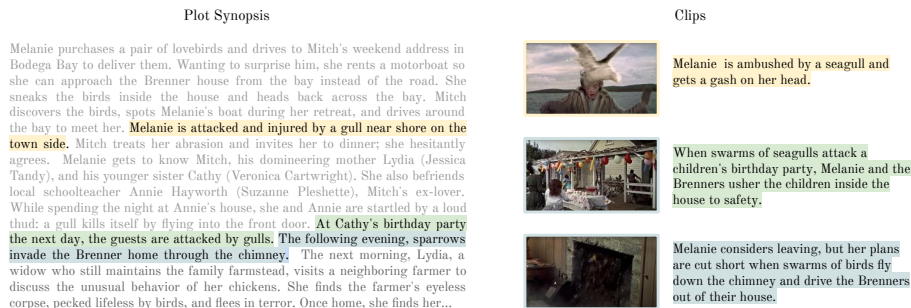 Plot Synopsis
Melanie purchases a pair of lovebirds and drives to Mitch's weekend address in
Bodega Bay to deliver them. Wanting to surprise him, she rents a motorboat so
she can approach the Brenner house from the bay instead of the road. She
sneaks the birds inside the house and heads back across the bay. Mitch
discovers the birds, spots Melanie's boat during her retreat, and drives around
the bay to meet her. Melanie is attacked and injured by a gull near shore on the
town side. Mitch treats her abrasion and invites her to dinner; she hesitantly
agrees. Melanie gets to know Mitch, his domineering mother Lydia (Jessica
Tandy), and his younger sister Cathy (Veronica Cartwright). She also befriends
local schoolteacher Annie Hayworth (Suzanne Pleshette), Mitch's ex-lover.
While spending the night at Annie's house, she and Annie are startled by a loud
thud: a gull kills itself by flying into the front door. At Cathy's birthday party
the next day, the guests are attacked by gulls. The following evening, sparrows
invade the Brenner home through the chimney. The next morning, Lydia, a
widow who still maintains the family farmstead, visits a neighboring farmer to
discuss the unusual behavior of her chickens. She finds the farmer's eyeless
corpse, pecked lifeless by birds, and flees in terror. Once home, she finds her...
Clips
Melanie is ambushed by a seagull and
gets a gash on her head.
When swarms of seagulls attack a
children's birthday party, Melanie and the
Brenners usher the children inside the
house to safety.
Melanie considers leaving, but her plans
are cut short when swarms of birds fly
down the chimney and drive the Brenners
out of their house.